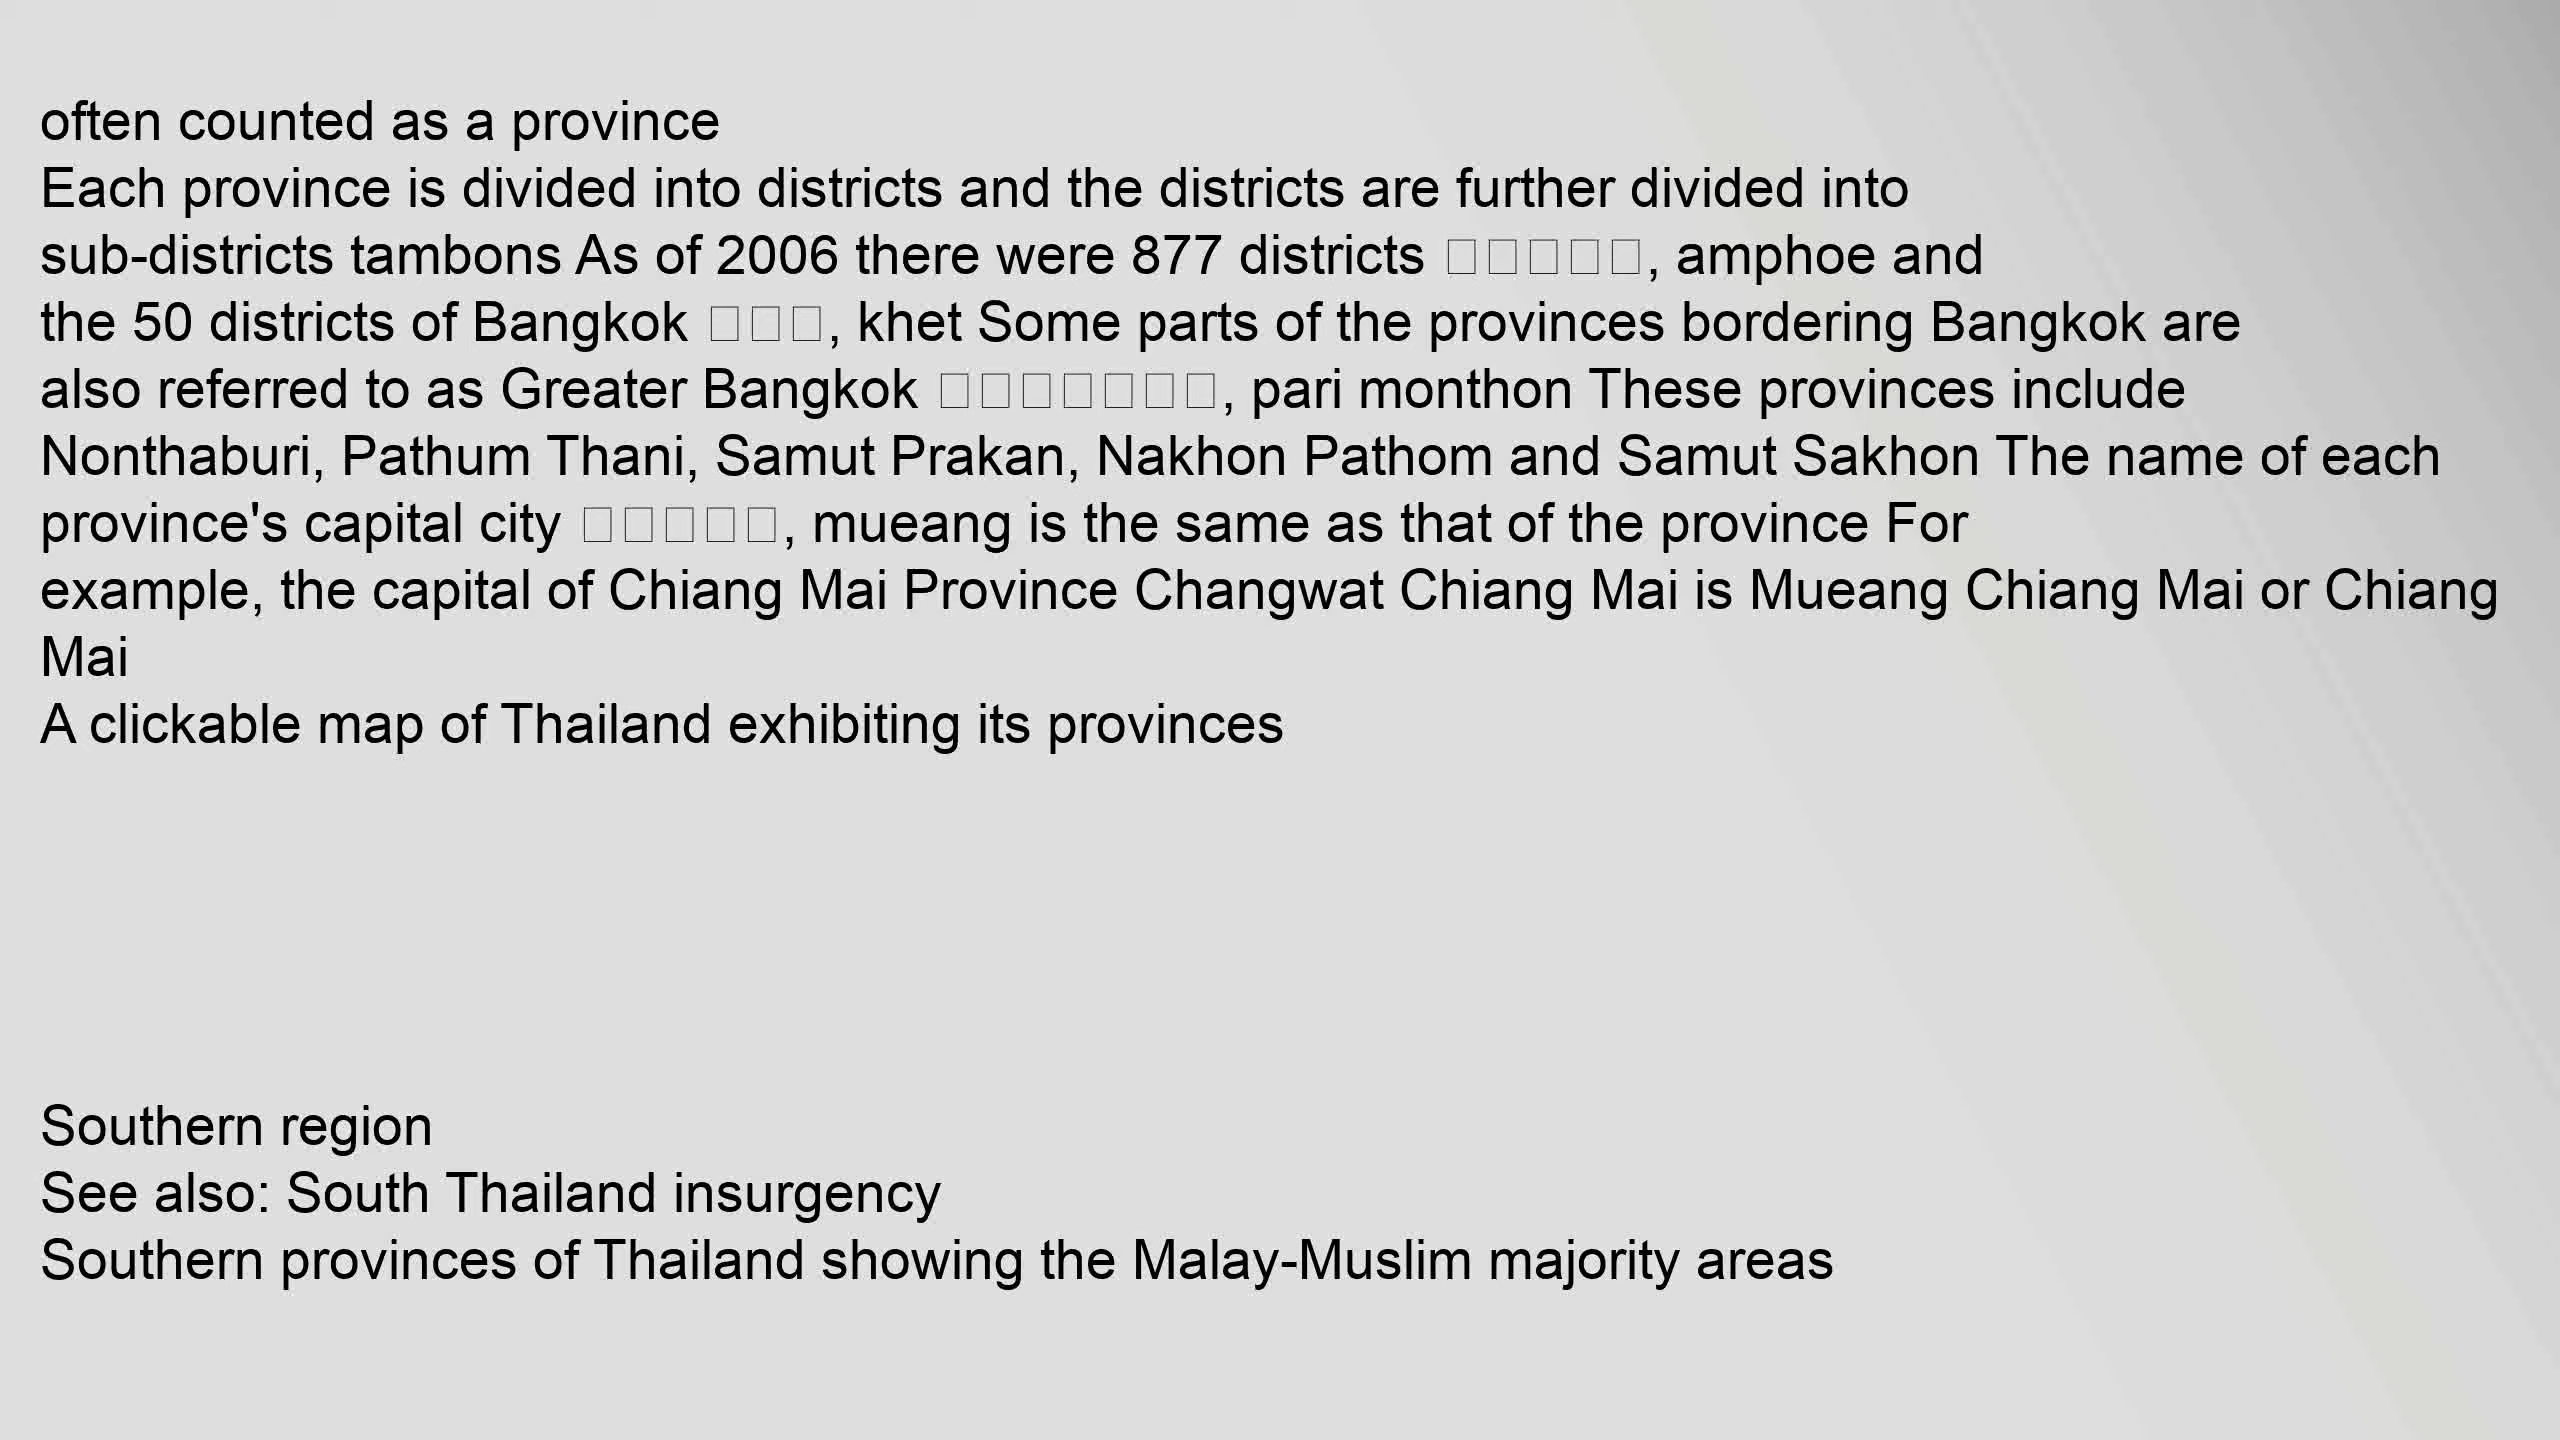 often counted as a province
Each province is divided into districts and the districts are further divided into
sub-districts tambons As of 2006 there were 877 districts □□□□□, amphoe and
the 50 districts of Bangkok □□□, khet Some parts of the provinces bordering Bangkok are
also referred to as Greater Bangkok □□□□□□□, pari monthon These provinces include
Nonthaburi, Pathum Thani, Samut Prakan, Nakhon Pathom and Samut Sakhon The name of each
province's capital city □□□□□, mueang is the same as that of the province For
example, the capital of Chiang Mai Province Changwat Chiang Mai is Mueang Chiang Mai or Chiang
Mai
A clickable map of Thailand exhibiting its provinces
Southern region
See also: South Thailand insurgency
Southern provinces of Thailand showing the Malay-Muslim majority areas